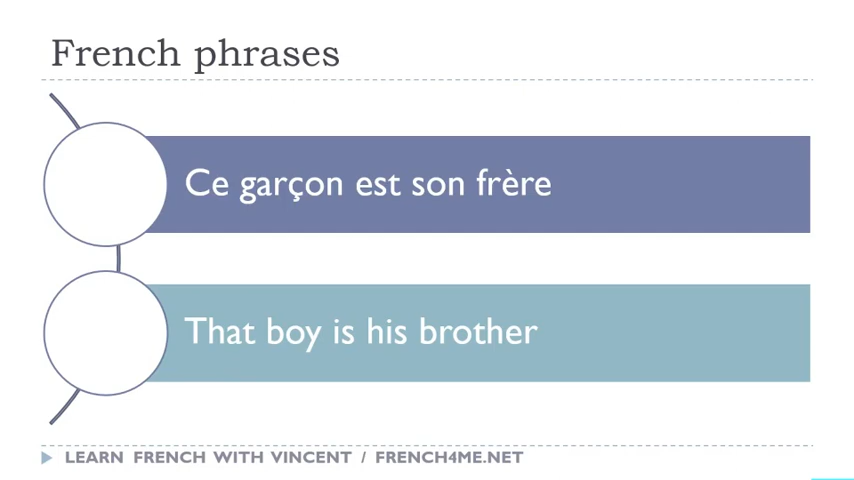 French phrases
Ce garçon est son frère
That boy is his brother
LEARN FRENCH WITH VINCENT / FRENCH4ME.NET